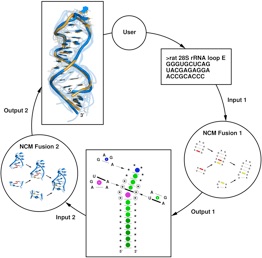 User
>rat 28S rRNA loop E
GGGUGCUCAG
UACGAGAGGA
ACCGCACCC
Input 1
NCM Fusion 1
Output 1
Input 2
NCM Fusion 2
Output 2
3'